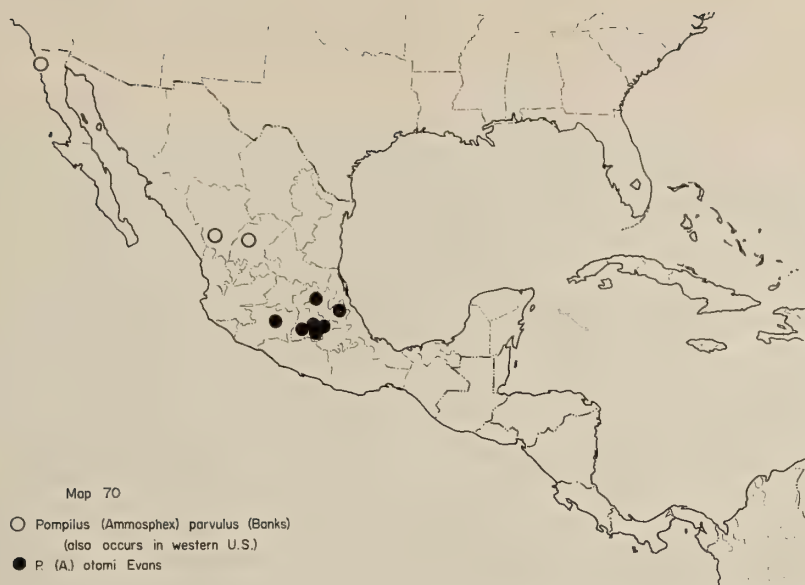 Map 70
Pompilus (Ammosphex) parvulus (Banks)
(also occurs in western U.S.)
P. (A.) otomi Evans